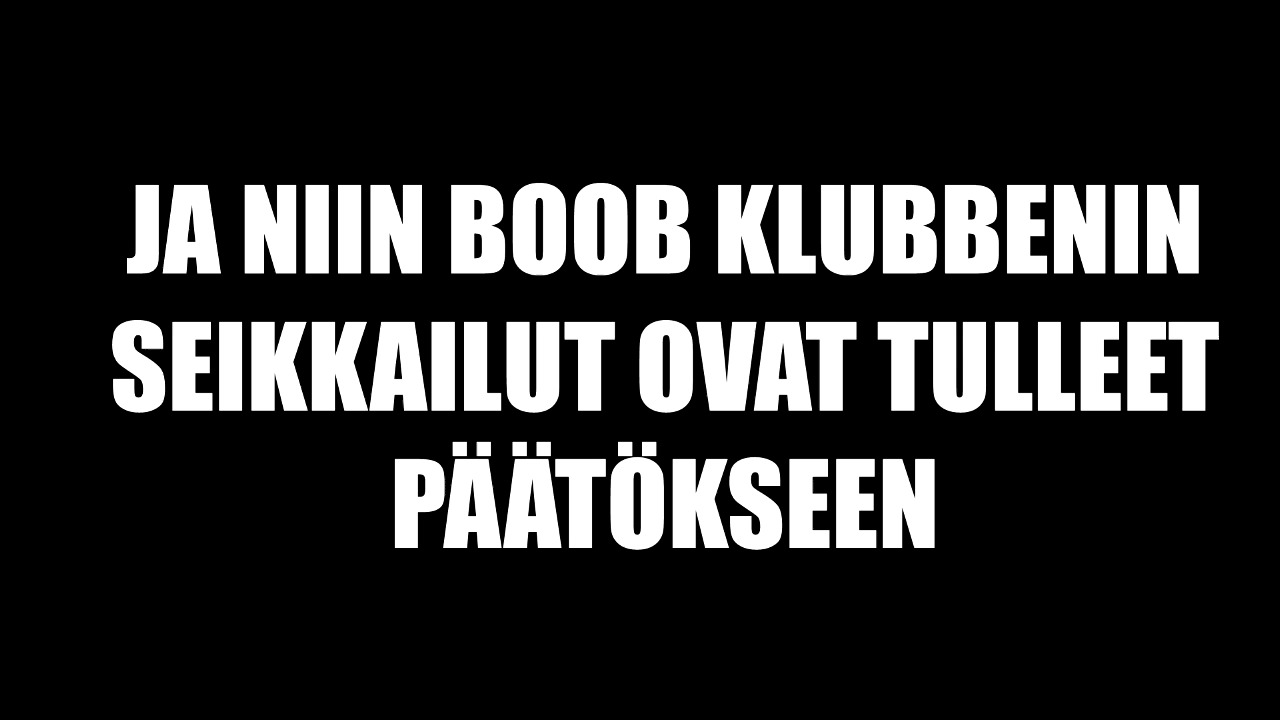 JA NIIN BOOB KLUBBENIN
SEIKKAILUT OVAT TULLEET
PÄÄTÖKSEEN